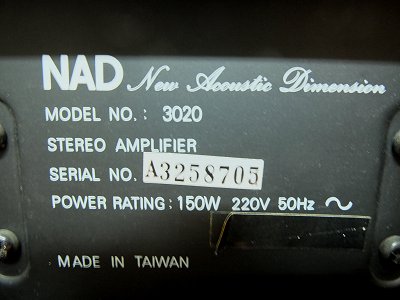 NAD New Acoustic Dimension
MODEL NO.: 3020
STEREO AMPLIFIER
SERIAL NO. A3258705
POWER RATING: 150W 220V 50Hz ~
MADE IN TAIWAN